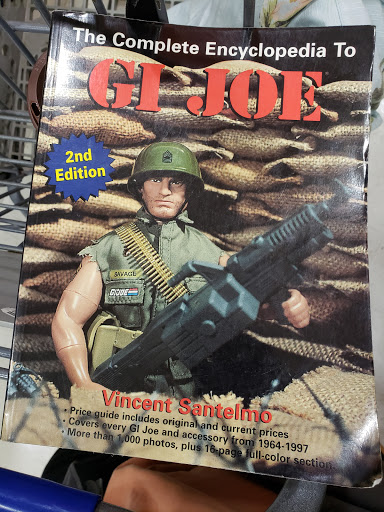 The Complete Encyclopedia To
GI JOE
2nd
Edition
SAVAGE
GI JOE
Vincent Santelmo
• Price guide includes original and current prices
• Covers every GI Joe and accessory from 1964-1997
• More than 1,000 photos, plus 16-page full-color section